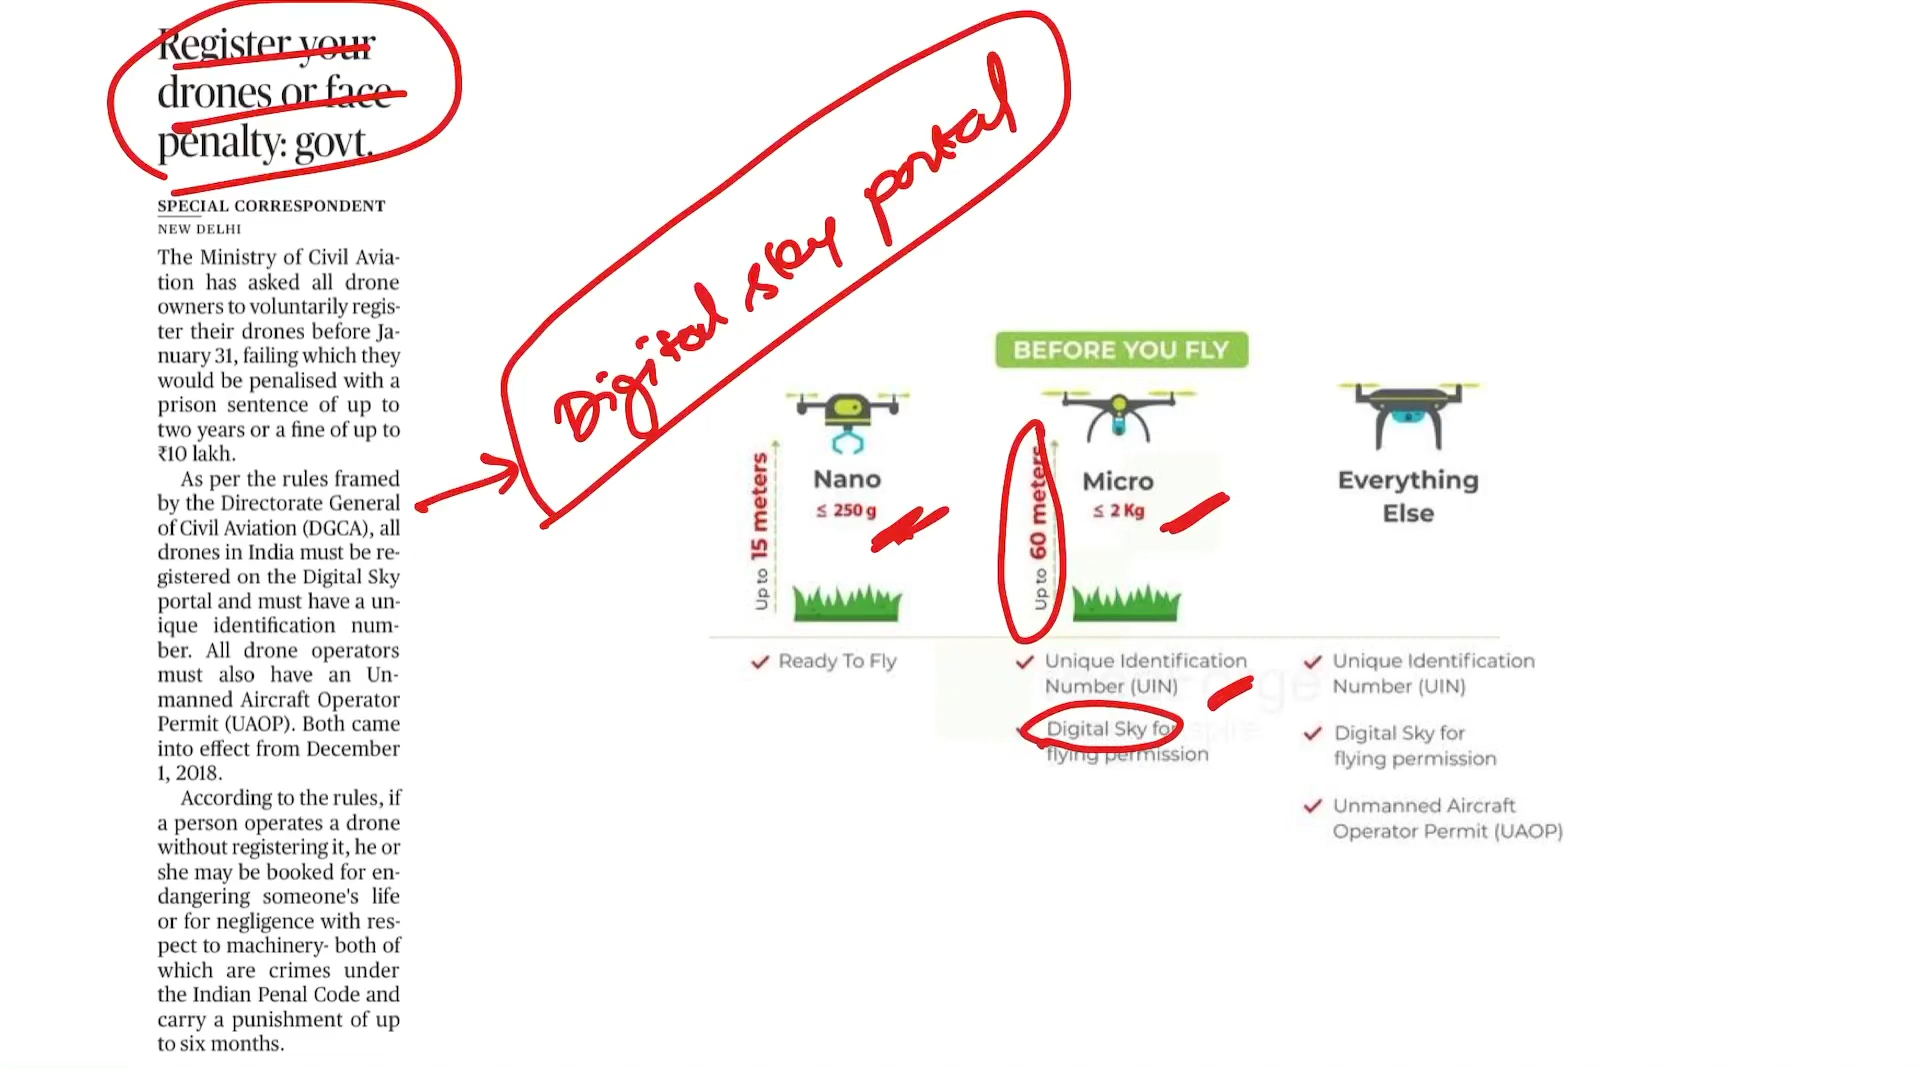 Register your
drones or face
penalty: govt.
SPECIAL CORRESPONDENT
NEW DELHI
The Ministry of Civil Avia-
tion has asked all drone
owners to voluntarily regis-
ter their drones before Ja-
nuary 31, failing which they
would be penalised with a
prison sentence of up to
two years or a fine of up to
₹10 lakh.
As per the rules framed
by the Directorate General
of Civil Aviation (DGCA), all
drones in India must be re-
gistered on the Digital Sky
portal and must have a un-
ique identification num-
ber. All drone operators
must also have an Un-
manned Aircraft Operator
Permit (UAOP). Both came
into effect from December
1, 2018.
According to the rules, if
a person operates a drone
without registering it, he or
she may be booked for en-
dangering someone's life
or for negligence with res-
pect to machinery- both of
which are crimes under
the Indian Penal Code and
carry a punishment of up
to six months.
Digital sky portal
BEFORE YOU FLY
Up to 15 meters
Nano
≤ 250 g
Ready To Fly
Up to 60 meters
Micro
≤ 2 Kg
Unique Identification
Number (UIN)
Digital Sky for
flying permission
Everything
Else
Unique Identification
Number (UIN)
Digital Sky for
flying permission
Unmanned Aircraft
Operator Permit (UAOP)